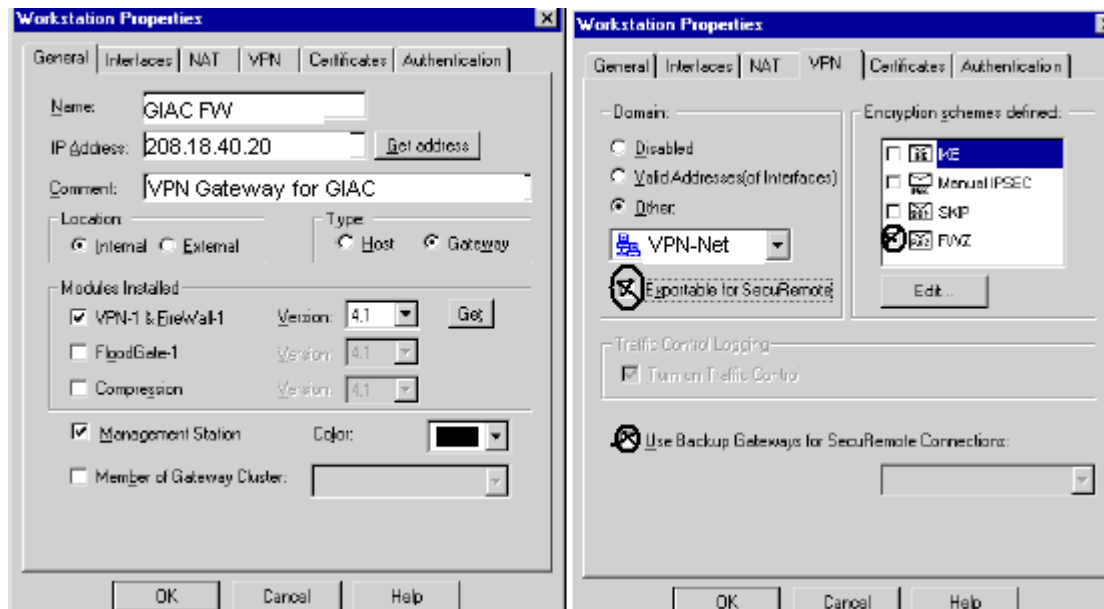 Workstation Properties
General Interfaces NAT VPN Certificates Authentication
Name: GIAC FW
IP Address: 208.18.40.20 Get address
Comment: VPN Gateway for GIAC
Location:
Internal External
Type:
Host Gateway
Modules Installed
VPN-1 & FireWall-1 Version: 4.1 Get
FloodGate-1 Version: 4.1
Compression Version: 4.1
Management Station Color:
Member of Gateway Cluster:
OK Cancel Help
Workstation Properties
General Interfaces NAT VPN Certificates Authentication
Domain:
Disabled
Valid Addresses(of Interfaces)
Other:
VPN-Net
Exportable for SecuRemote
Encryption schemes defined:
IKE
Manual IPSEC
SKIP
FWZ
Edit...
Traffic Control Logging
Turn on Traffic Control
Use Backup Gateways for SecuRemote Connections:
OK Cancel Help